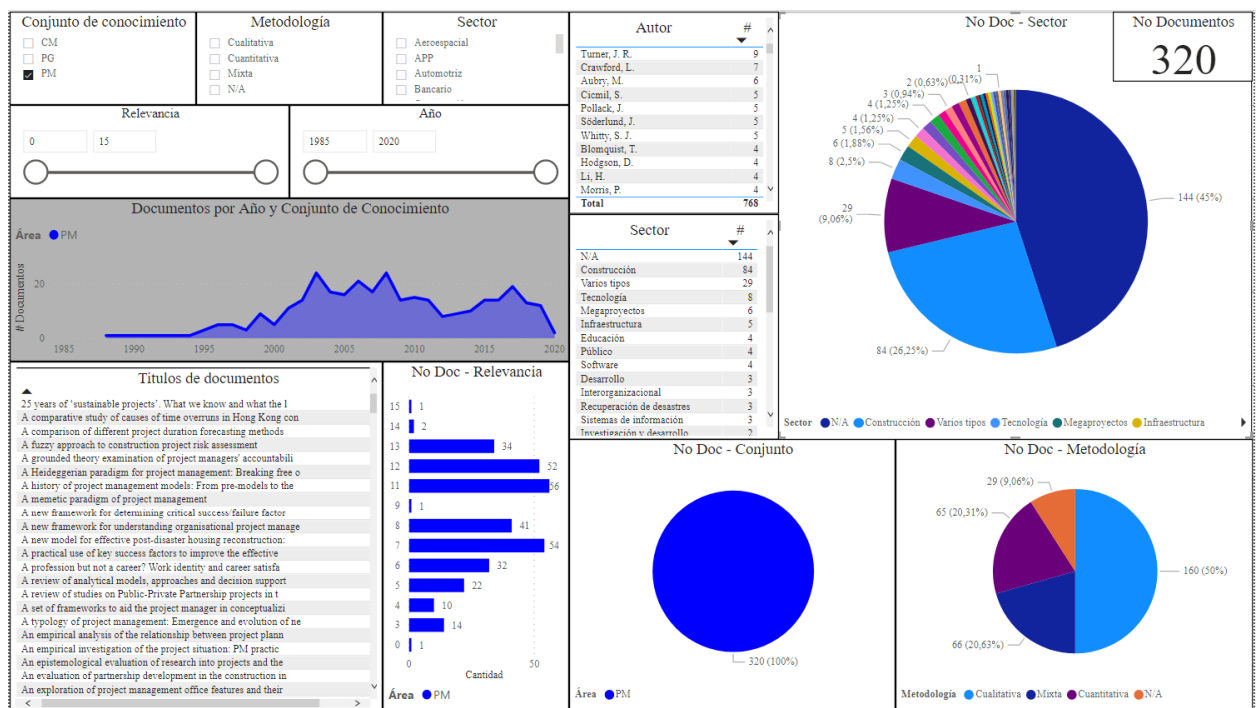 Conjunto de conocimiento
CM
PG
PM
Metodología
Cualitativa
Cuantitativa
Mixta
N/A
Sector
Aeroespacial
APP
Automotriz
Bancario
Relevancia
0
15
Año
1985
2020
Documentos por Año y Conjunto de Conocimiento
Área
PM
# Documentos
20
0
1985
1990
1995
2000
2005
2010
2015
2020
Autor #
Turner, J. R. 9
Crawford, L. 7
Aubry, M. 6
Cicmil, S. 5
Pollack, J. 5
Söderlund, J. 5
Whitty, S. J. 5
Blomquist, T. 4
Hodgson, D. 4
Li, H. 4
Morris, P. 4
Total 768
Sector #
N/A 144
Construcción 84
Varios tipos 29
Tecnología 8
Megaproyectos 6
Infraestructura 5
Educación 4
Público 4
Software 4
Desarrollo 3
Interorganizacional 3
Recuperación de desastres 3
Sistemas de información 3
Investigación y desarrollo 2
No Doc - Sector
No Documentos
320
1
(0,31%)
2 (0,63%)
3 (0,94%)
4 (1,25%)
4 (1,25%)
5 (1,56%)
6 (1,88%)
8 (2,5%)
29
(9,06%)
84 (26,25%)
144 (45%)
Sector N/A Construcción Varios tipos Tecnología Megaproyectos Infraestructura
Titulos de documentos
25 years of ‘sustainable projects’. What we know and what the l
A comparative study of causes of time overruns in Hong Kong con
A comparison of different project duration forecasting methods
A fuzzy approach to construction project risk assessment
A grounded theory examination of project managers' accountabili
A Heideggerian paradigm for project management: Breaking free o
A history of project management models: From pre-models to the
A memetic paradigm of project management
A new framework for determining critical success/failure factor
A new framework for understanding organisational project manage
A new model for effective post-disaster housing reconstruction:
A practical use of key success factors to improve the effective
A profession but not a career? Work identity and career satisfa
A review of analytical models, approaches and decision support
A review of studies on Public-Private Partnership projects in t
A set of frameworks to aid the project manager in conceptualizi
A typology of project management: Emergence and evolution of ne
An empirical analysis of the relationship between project plann
An empirical investigation of the project situation: PM practic
An epistemological evaluation of research into projects and the
An evaluation of partnership development in the construction in
An exploration of project management office features and their
No Doc - Relevancia
15 1
14 2
13 34
12 52
11 56
9 1
8 41
7 54
6 32
5 22
4 10
3 14
0 1
0 50
Cantidad
Área PM
No Doc - Conjunto
320 (100%)
Área PM
No Doc - Metodología
29 (9,06%)
65 (20,31%)
160 (50%)
66 (20,63%)
Metodología Cualitativa Mixta Cuantitativa N/A